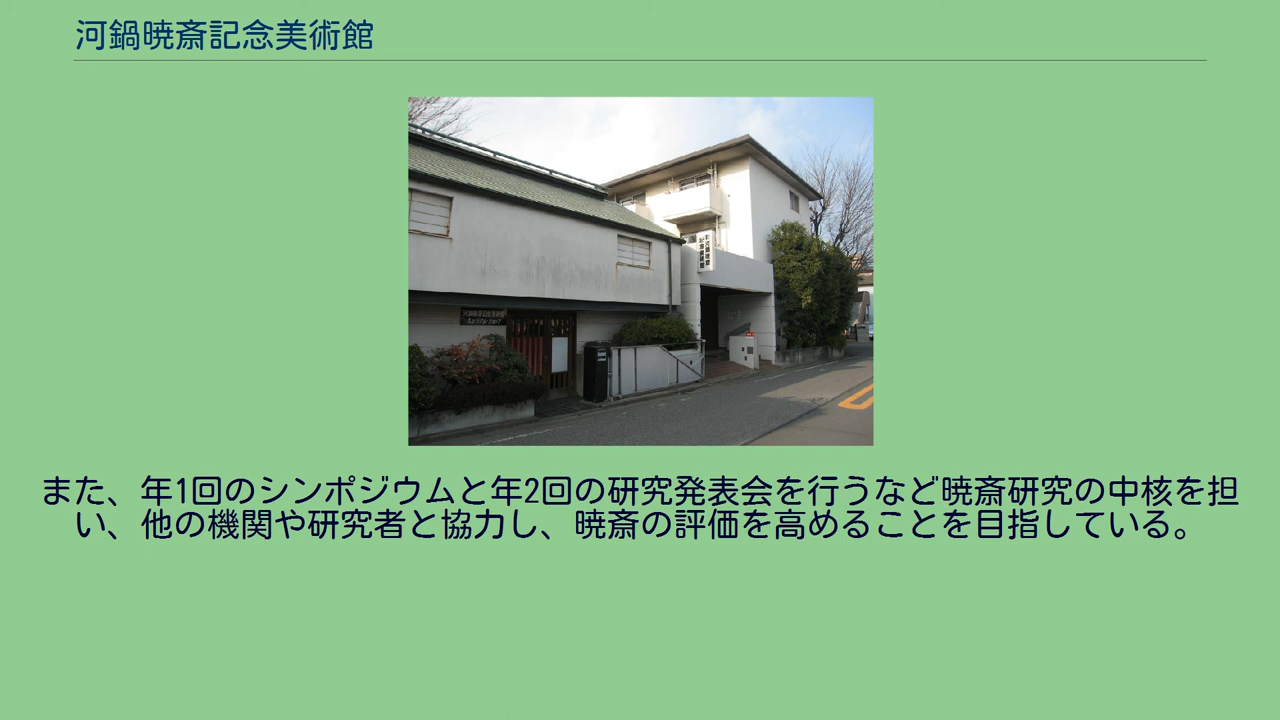 河鍋暁斎記念美術館
また、年1回のシンポジウムと年2回の研究発表会を行うなど暁斎研究の中核を担
い、他の機関や研究者と協力し、暁斎の評価を高めることを目指している。